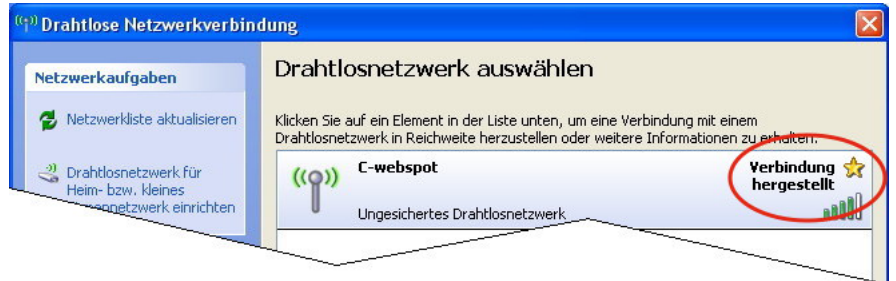 Drahtlose Netzwerkverbindung
Netzwerkaufgaben
Netzwerkliste aktualisieren
Drahtlosnetzwerk für
Heim- bzw. kleines
netzwerk einrichten
Drahtlosnetzwerk auswählen
Klicken Sie auf ein Element in der Liste unten, um eine Verbindung mit einem
Drahtlosnetzwerk in Reichweite herzustellen oder weitere Informationen zu erhalten.
C-webspot
Verbindung
hergestellt
Ungesichertes Drahtlosnetzwerk